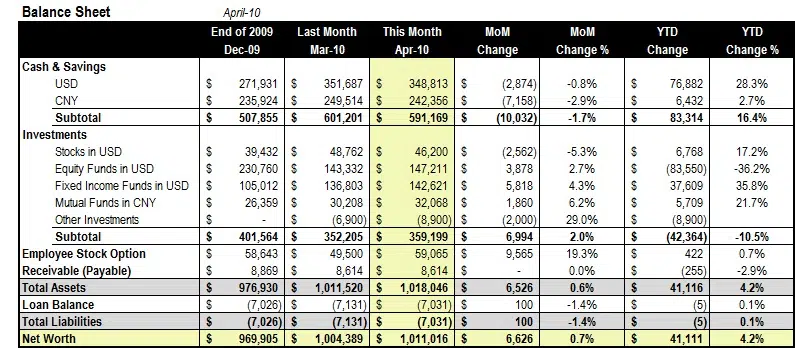 Balance Sheet April-10
End of 2009 Last Month This Month MoM MoM YTD YTD
Dec-09 Mar-10 Apr-10 Change Change % Change Change %
Cash & Savings
USD $ 271,931 $ 351,687 $ 348,813 $ (2,874) -0.8% $ 76,882 28.3%
CNY $ 235,924 $ 249,514 $ 242,356 $ (7,158) -2.9% $ 6,432 2.7%
Subtotal $ 507,855 $ 601,201 $ 591,169 $ (10,032) -1.7% $ 83,314 16.4%
Investments
Stocks in USD $ 39,432 $ 48,762 $ 46,200 $ (2,562) -5.3% $ 6,768 17.2%
Equity Funds in USD $ 230,760 $ 143,332 $ 147,211 $ 3,878 2.7% $ (83,550) -36.2%
Fixed Income Funds in USD $ 105,012 $ 136,803 $ 142,621 $ 5,818 4.3% $ 37,609 35.8%
Mutual Funds in CNY $ 26,359 $ 30,208 $ 32,068 $ 1,860 6.2% $ 5,709 21.7%
Other Investments $ - $ (6,900) $ (8,900) $ (2,000) 29.0% $ (8,900)
Subtotal $ 401,564 $ 352,205 $ 359,199 $ 6,994 2.0% $ (42,364) -10.5%
Employee Stock Option $ 58,643 $ 49,500 $ 59,065 $ 9,565 19.3% $ 422 0.7%
Receivable (Payable) $ 8,869 $ 8,614 $ 8,614 $ - 0.0% $ (255) -2.9%
Total Assets $ 976,930 $ 1,011,520 $ 1,018,046 $ 6,526 0.6% $ 41,116 4.2%
Loan Balance $ (7,026) $ (7,131) $ (7,031) $ 100 -1.4% $ (5) 0.1%
Total Liabilities $ (7,026) $ (7,131) $ (7,031) $ 100 -1.4% $ (5) 0.1%
Net Worth $ 969,905 $ 1,004,389 $ 1,011,016 $ 6,626 0.7% $ 41,111 4.2%